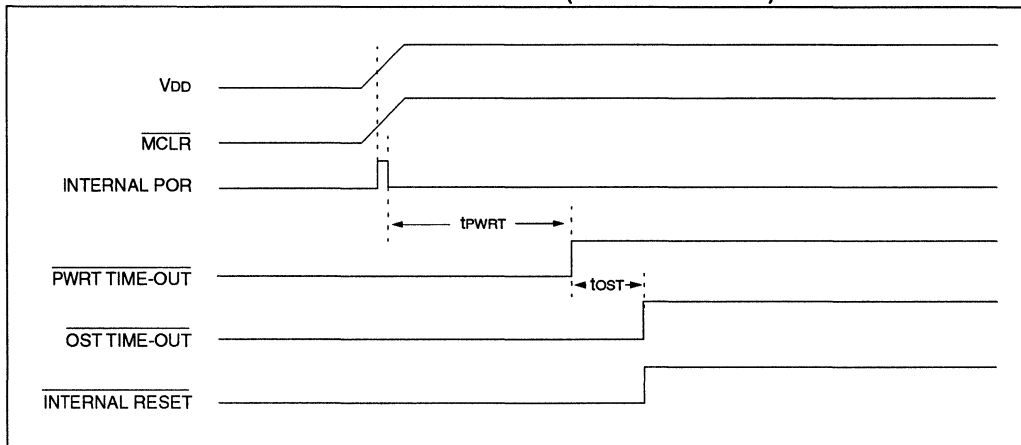 VDD
MCLR
INTERNAL POR
tPWRT
PWRT TIME-OUT
tOST
OST TIME-OUT
INTERNAL RESET